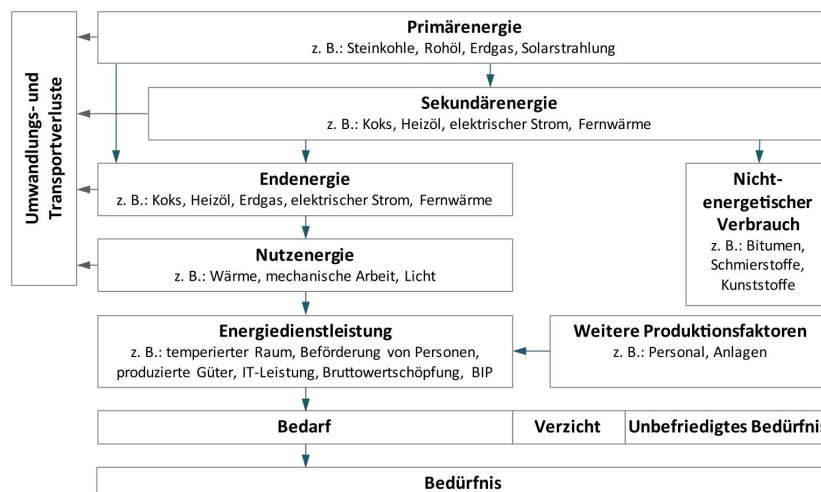 Primärenergie
z. B.: Steinkohle, Rohöl, Erdgas, Solarstrahlung
Umwandlungs- und
Transportverluste
Sekundärenergie
z. B.: Koks, Heizöl, elektrischer Strom, Fernwärme
Endenergie
z. B.: Koks, Heizöl, Erdgas, elektrischer Strom, Fernwärme
Nicht-
energetischer
Verbrauch
z. B.: Bitumen,
Schmierstoffe,
Kunststoffe
Nutzenergie
z. B.: Wärme, mechanische Arbeit, Licht
Energiedienstleistung
z. B.: temperierter Raum, Beförderung von Personen,
produzierte Güter, IT-Leistung, Bruttowertschöpfung, BIP
Weitere Produktionsfaktoren
z. B.: Personal, Anlagen
Bedarf
Verzicht
Unbefriedigtes Bedürfnis
Bedürfnis